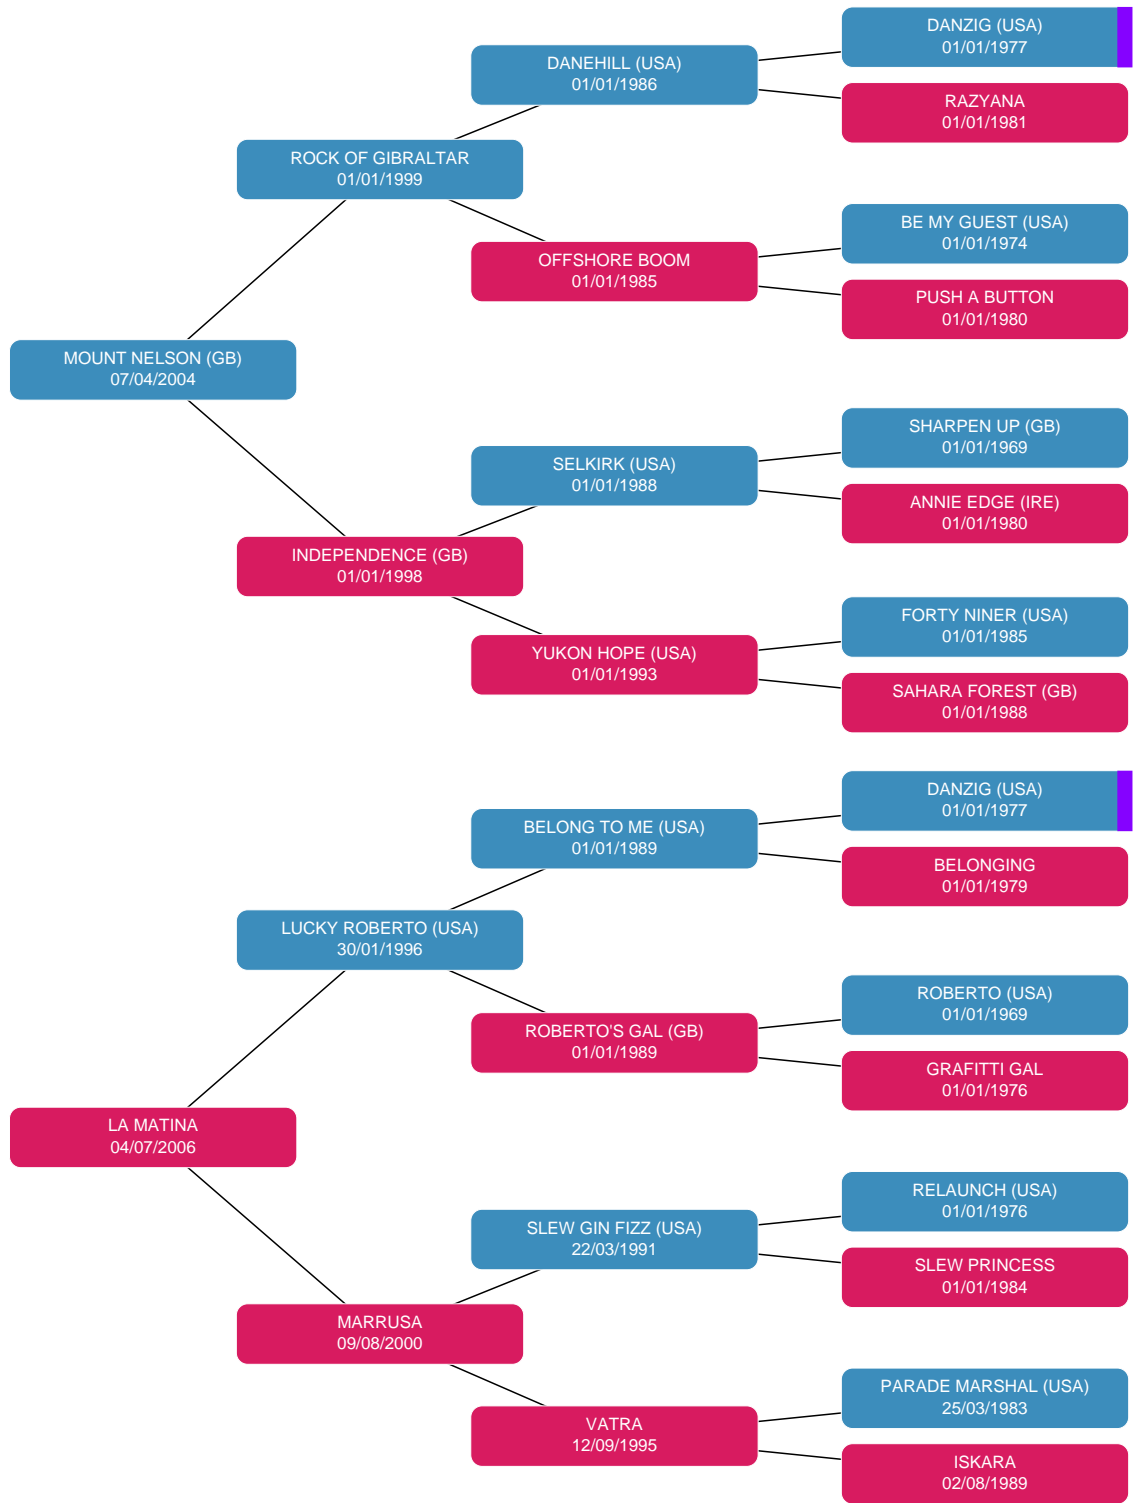 DANZIG (USA)
01/01/1977
DANEHILL (USA)
01/01/1986
RAZYANA
01/01/1981
ROCK OF GIBRALTAR
01/01/1999
BE MY GUEST (USA)
01/01/1974
OFFSHORE BOOM
01/01/1985
PUSH A BUTTON
01/01/1980
MOUNT NELSON (GB)
07/04/2004
SHARPEN UP (GB)
01/01/1969
SELKIRK (USA)
01/01/1988
ANNIE EDGE (IRE)
01/01/1980
INDEPENDENCE (GB)
01/01/1998
FORTY NINER (USA)
01/01/1985
YUKON HOPE (USA)
01/01/1993
SAHARA FOREST (GB)
01/01/1988
DANZIG (USA)
01/01/1977
BELONG TO ME (USA)
01/01/1989
BELONGING
01/01/1979
LUCKY ROBERTO (USA)
30/01/1996
ROBERTO (USA)
01/01/1969
ROBERTO'S GAL (GB)
01/01/1989
GRAFITTI GAL
01/01/1976
LA MATINA
04/07/2006
RELAUNCH (USA)
01/01/1976
SLEW GIN FIZZ (USA)
22/03/1991
SLEW PRINCESS
01/01/1984
MARRUSA
09/08/2000
PARADE MARSHAL (USA)
25/03/1983
VATRA
12/09/1995
ISKARA
02/08/1989